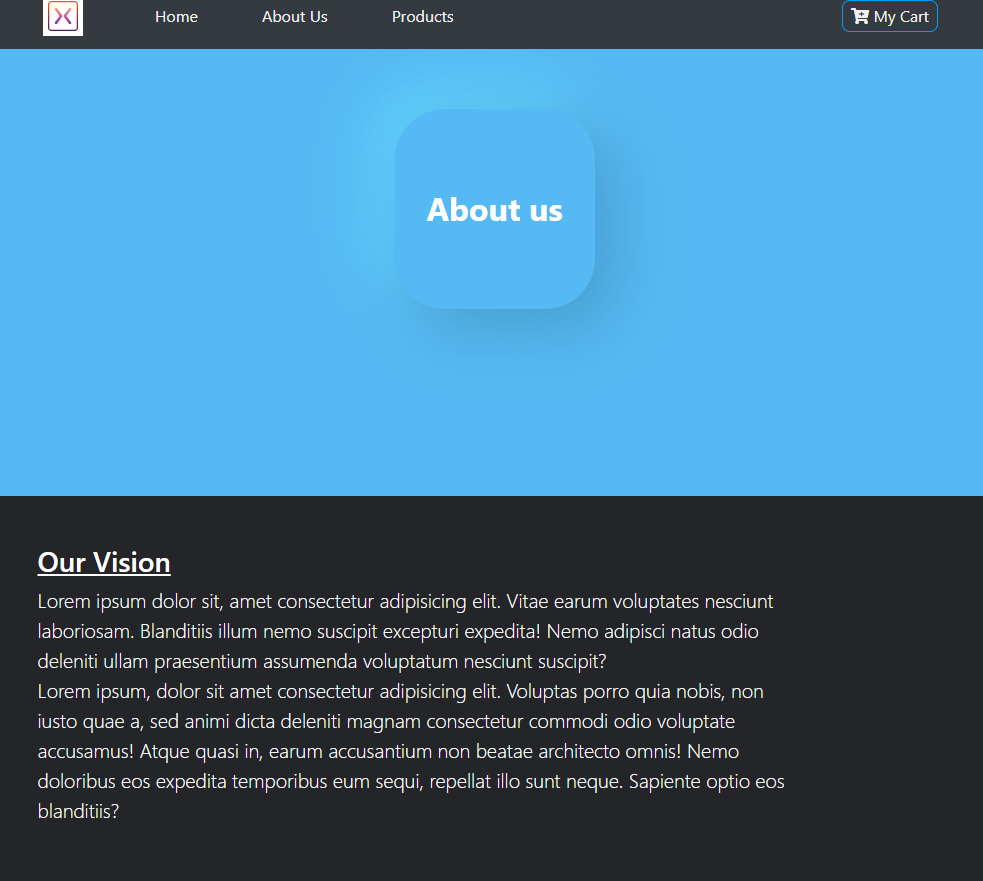 Home About Us Products My Cart
About us
Our Vision
Lorem ipsum dolor sit, amet consectetur adipisicing elit. Vitae earum voluptates nesciunt
laboriosam. Blanditiis illum nemo suscipit excepturi expedita! Nemo adipisci natus odio
deleniti ullam praesentium assumenda voluptatum nesciunt suscipit?
Lorem ipsum, dolor sit amet consectetur adipisicing elit. Voluptas porro quia nobis, non
iusto quae a, sed animi dicta deleniti magnam consectetur commodi odio voluptate
accusamus! Atque quasi in, earum accusantium non beatae architecto omnis! Nemo
doloribus eos expedita temporibus eum sequi, repellat illo sunt neque. Sapiente optio eos
blanditiis?